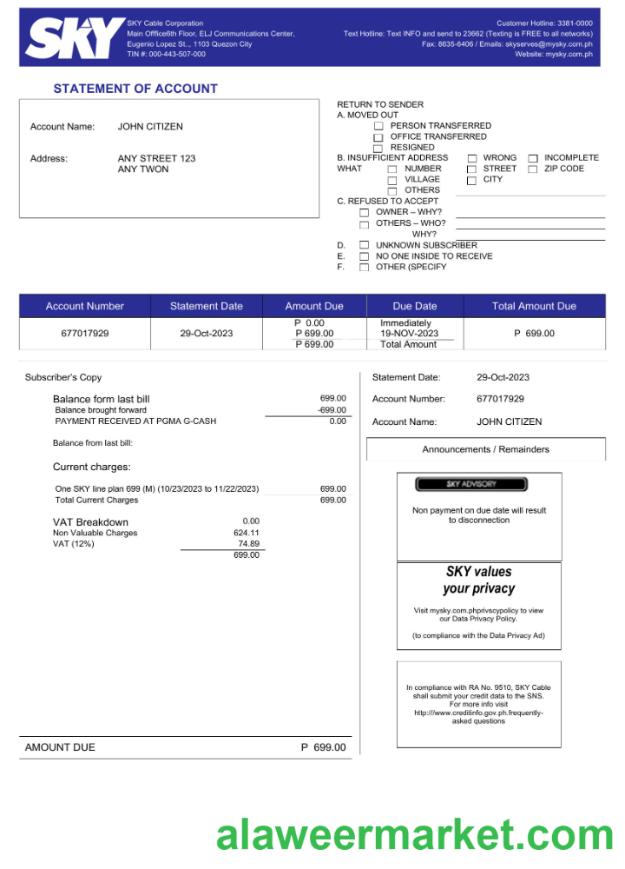 SKY
SKY Cable Corporation
Main Office6th Floor, ELJ Communications Center,
Eugenio Lopez St.., 1103 Quezon City
TIN #: 000-443-507-000
Customer Hotline: 3381-0000
Text Hotline: Text INFO and send to 23662 (Texting is FREE to all networks)
Fax: 8635-6406 / Emails: skyserves@mysky.com.ph
Website: mysky.com.ph
STATEMENT OF ACCOUNT
Account Name: JOHN CITIZEN
Address: ANY STREET 123
ANY TWON
RETURN TO SENDER
A. MOVED OUT
PERSON TRANSFERRED
OFFICE TRANSFERRED
RESIGNED
B. INSUFFICIENT ADDRESS WRONG INCOMPLETE
WHAT NUMBER STREET ZIP CODE
VILLAGE CITY
OTHERS
C. REFUSED TO ACCEPT
OWNER – WHY?
OTHERS – WHO?
WHY?
D. UNKNOWN SUBSCRIBER
E. NO ONE INSIDE TO RECEIVE
F. OTHER (SPECIFY
Account Number Statement Date Amount Due Due Date Total Amount Due
P 0.00 Immediately
677017929 29-Oct-2023 P 699.00 19-NOV-2023 P 699.00
P 699.00 Total Amount
Subscriber's Copy
Balance form last bill 699.00
Balance brought forward -699.00
PAYMENT RECEIVED AT PGMA G-CASH 0.00
Balance from last bill:
Current charges:
One SKY line plan 699 (M) (10/23/2023 to 11/22/2023) 699.00
Total Current Charges 699.00
VAT Breakdown 0.00
Non Valuable Charges 624.11
VAT (12%) 74.89
699.00
AMOUNT DUE P 699.00
Statement Date: 29-Oct-2023
Account Number: 677017929
Account Name: JOHN CITIZEN
Announcements / Remainders
SKY ADVISORY
Non payment on due date will result
to disconnection
SKY values
your privacy
Visit mysky.com.phprivscypolicy to view
our Data Privacy Policy.
(to compliance with the Data Privacy Ad)
In compliance with RA No. 9510, SKY Cable
shall submit your credit data to the SNS.
For more info visit
http:///www.creditinfo.gov.ph.frequently-
asked questions
alaweermarket.com